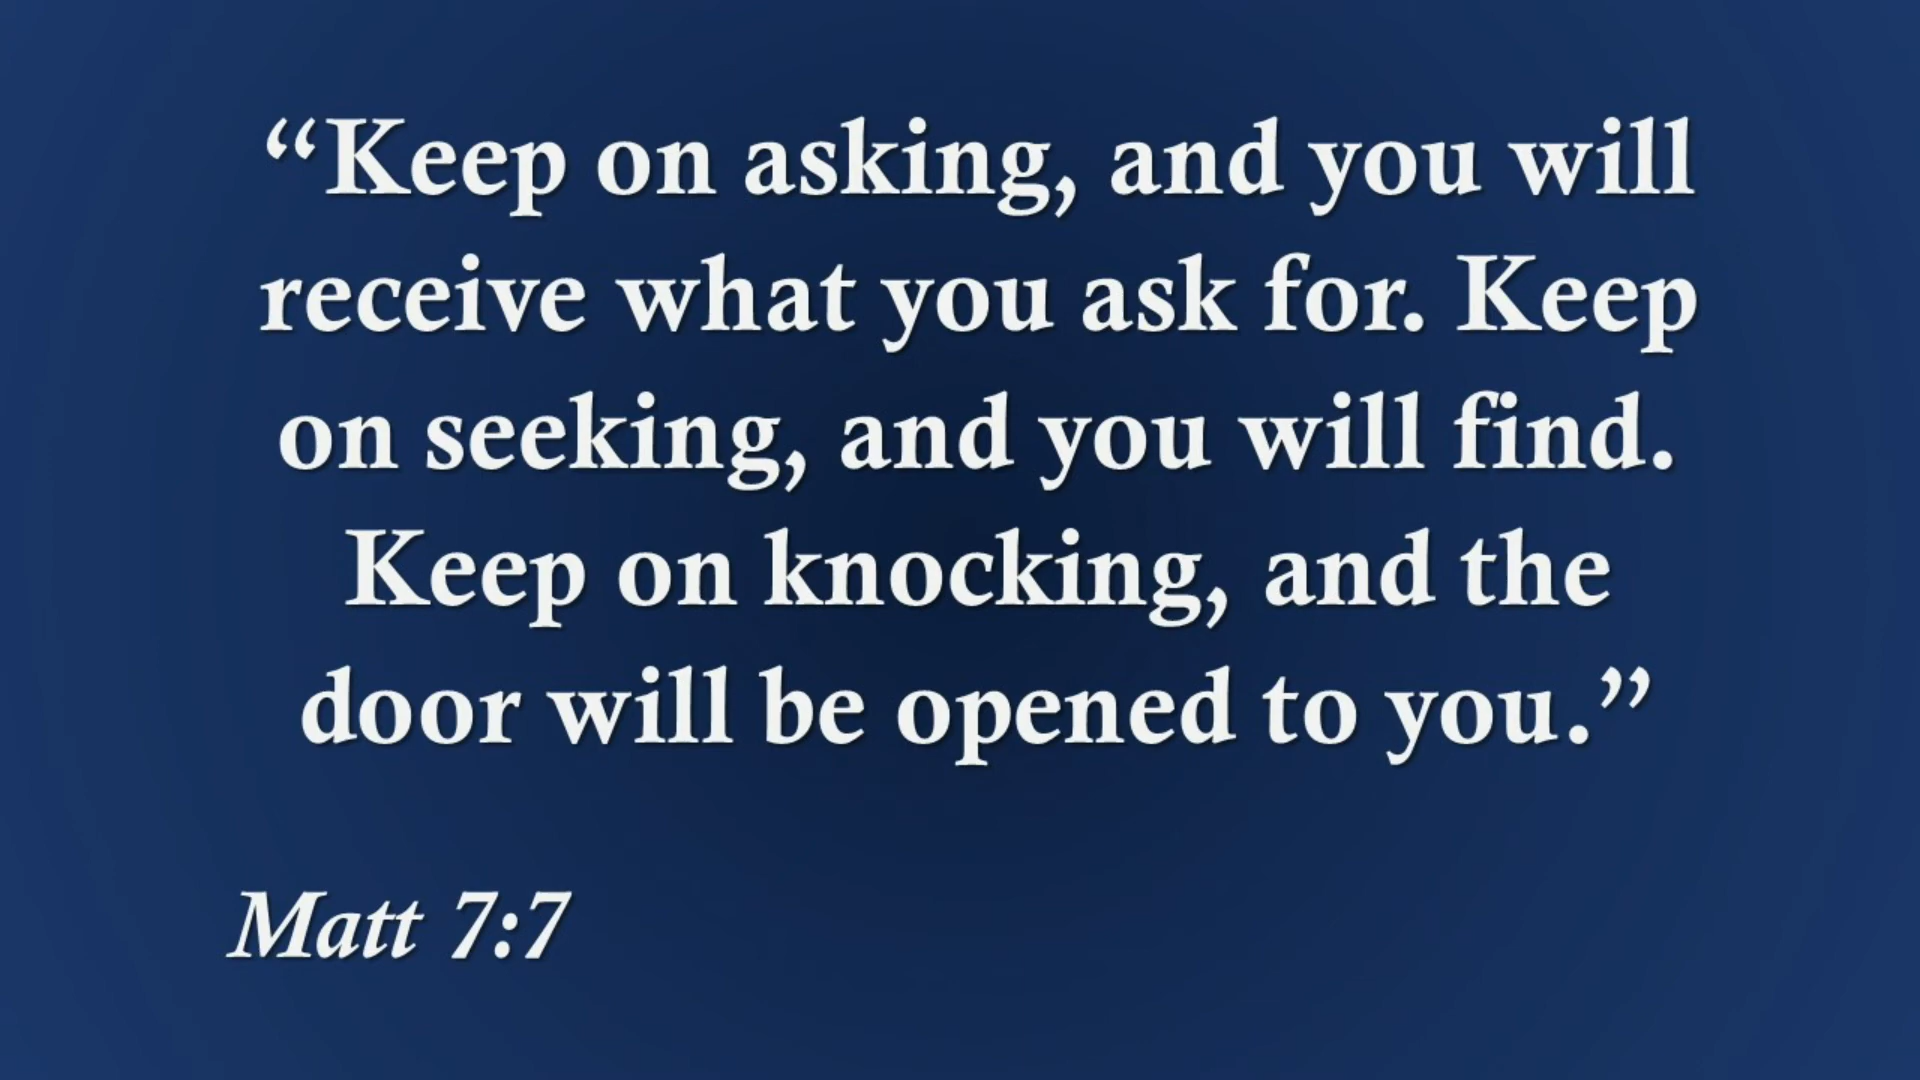 “Keep on asking, and you will
receive what you ask for. Keep
on seeking, and you will find.
Keep on knocking, and the
door will be opened to you.”
Matt 7:7